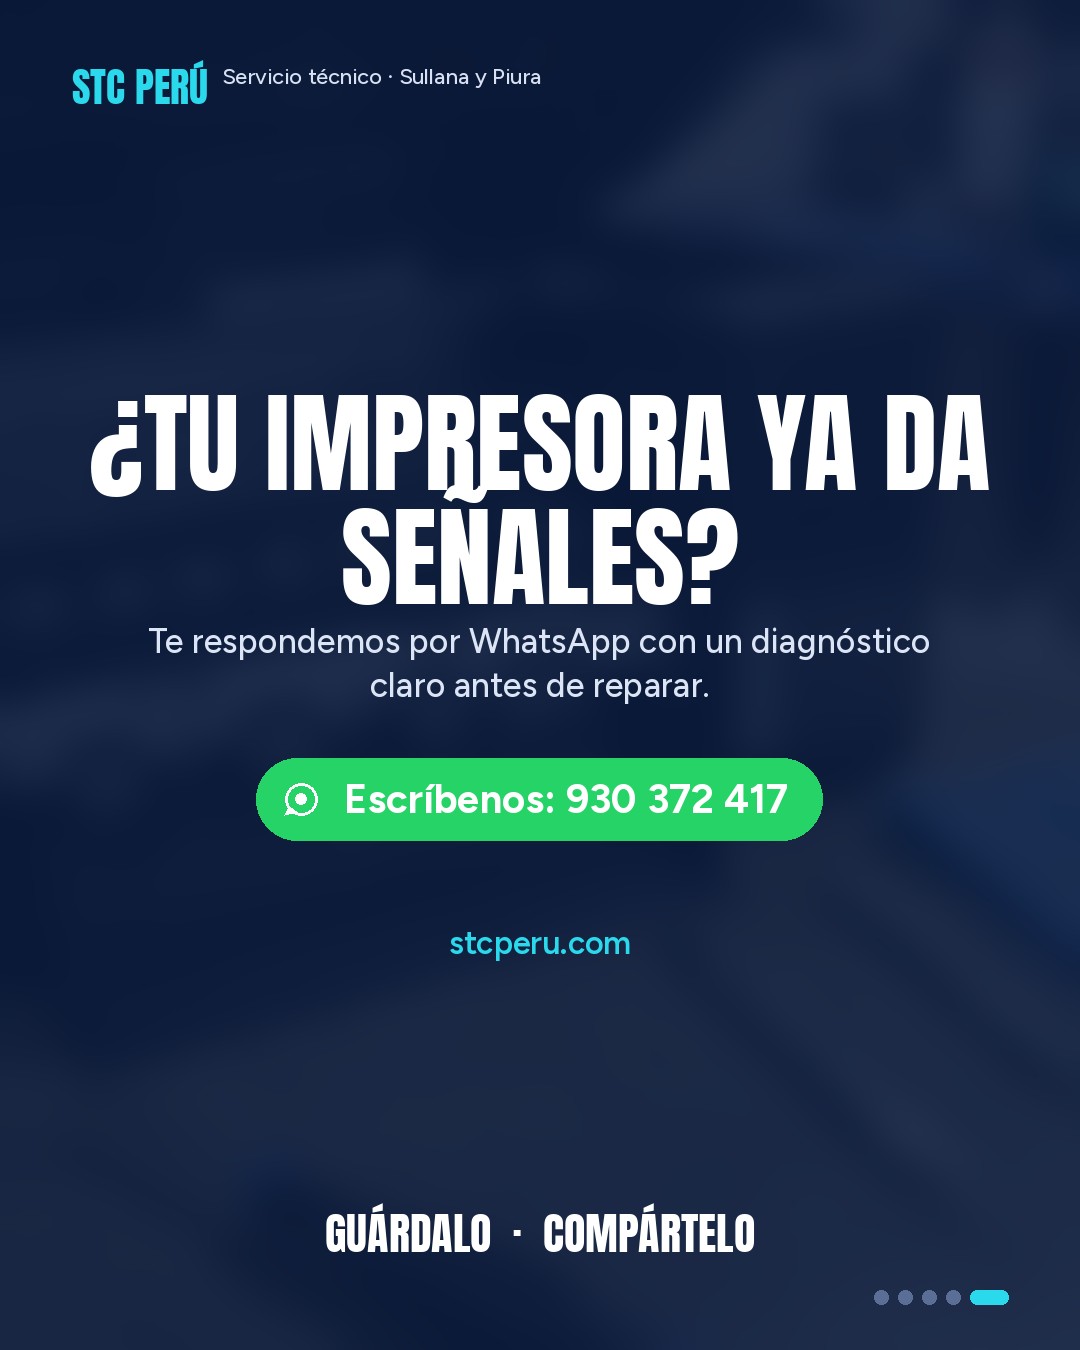 STC PERÚ Servicio técnico · Sullana y Piura
¿TU IMPRESORA YA DA
SEÑALES?
Te respondemos por WhatsApp con un diagnóstico
claro antes de reparar.
Escríbenos: 930 372 417
stcperu.com
GUÁRDALO · COMPÁRTELO